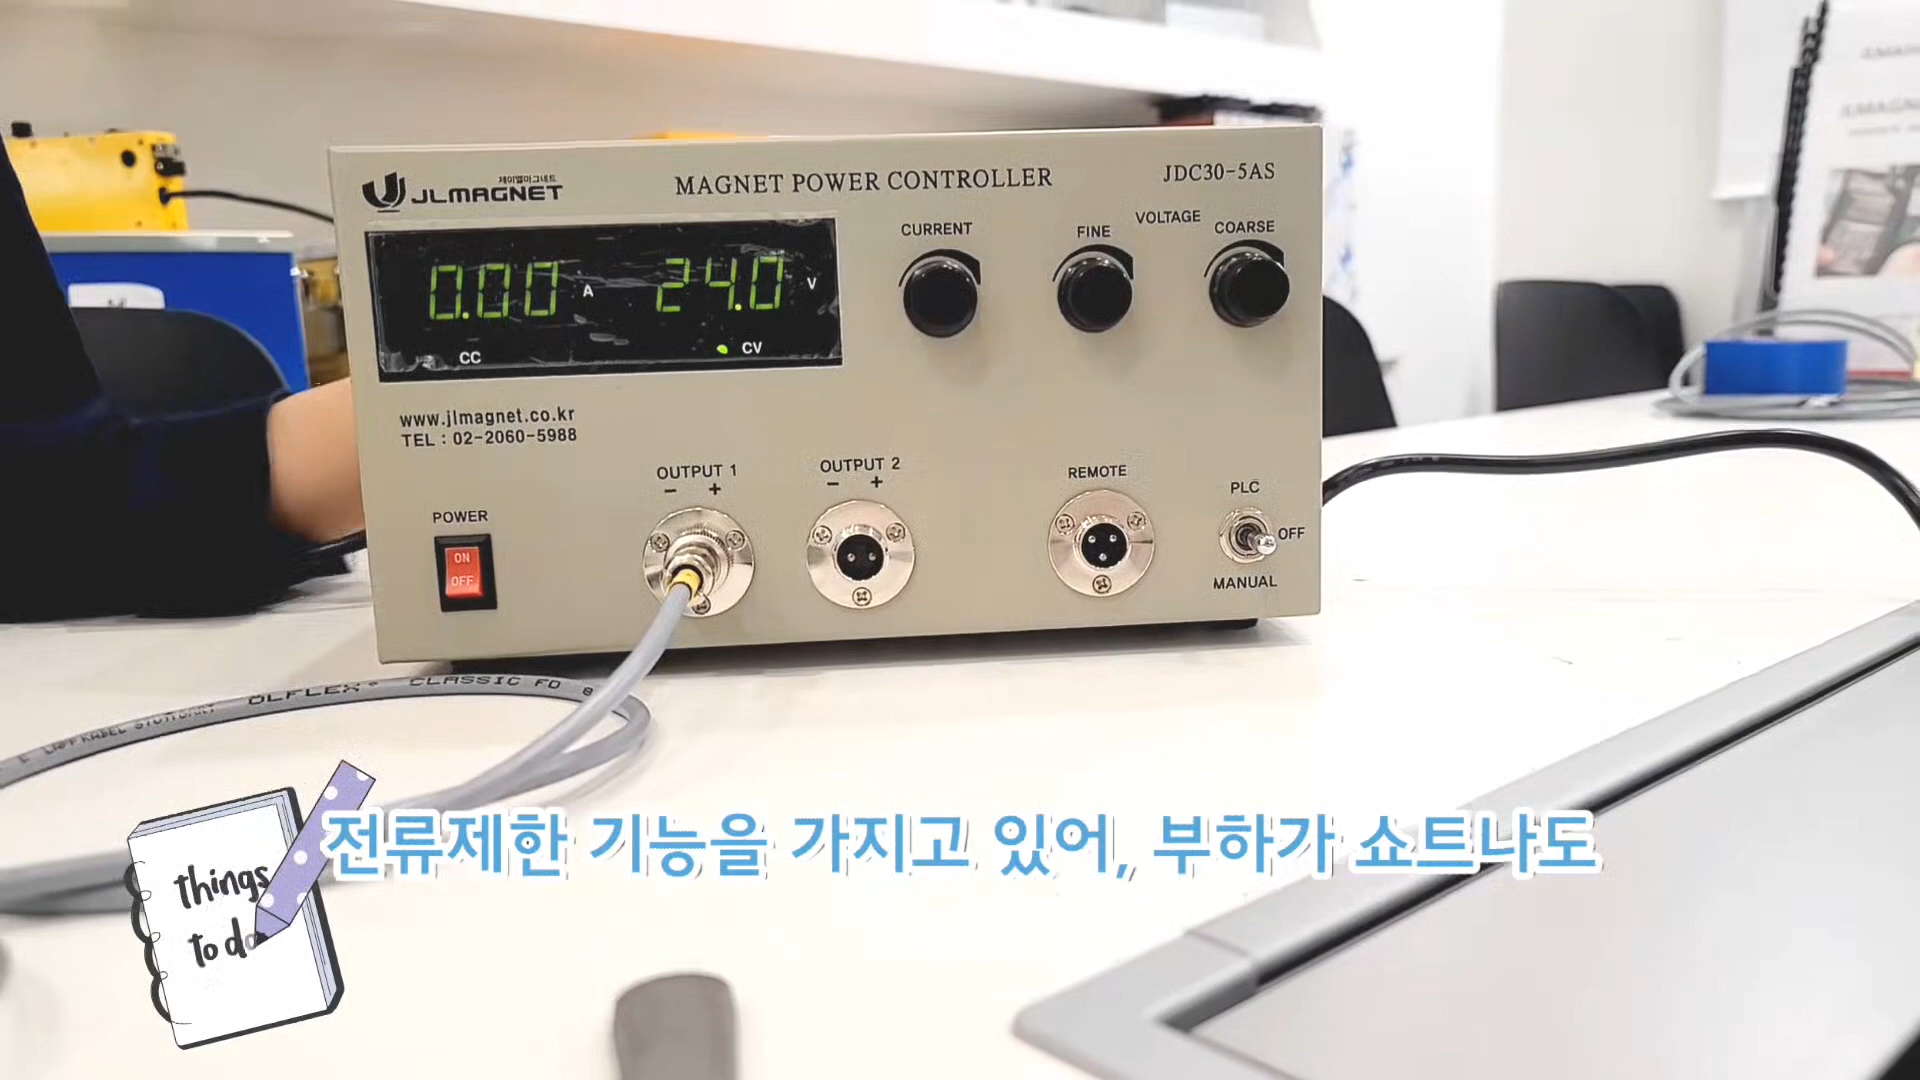 제이엘마그네트
JLMAGNET
MAGNET POWER CONTROLLER
JDC30-5AS
CURRENT
FINE
VOLTAGE
COARSE
0.00 A 24.0 V
CC
CV
www.jlmagnet.co.kr
TEL : 02-2060-5988
POWER
ON
OFF
OUTPUT 1
- +
OUTPUT 2
- +
REMOTE
PLC
OFF
MANUAL
ÖLFLEX® CLASSIC FD
LAPP KABEL STUTTGART
things
to do
전류제한 기능을 가지고 있어, 부하가 쇼트나도